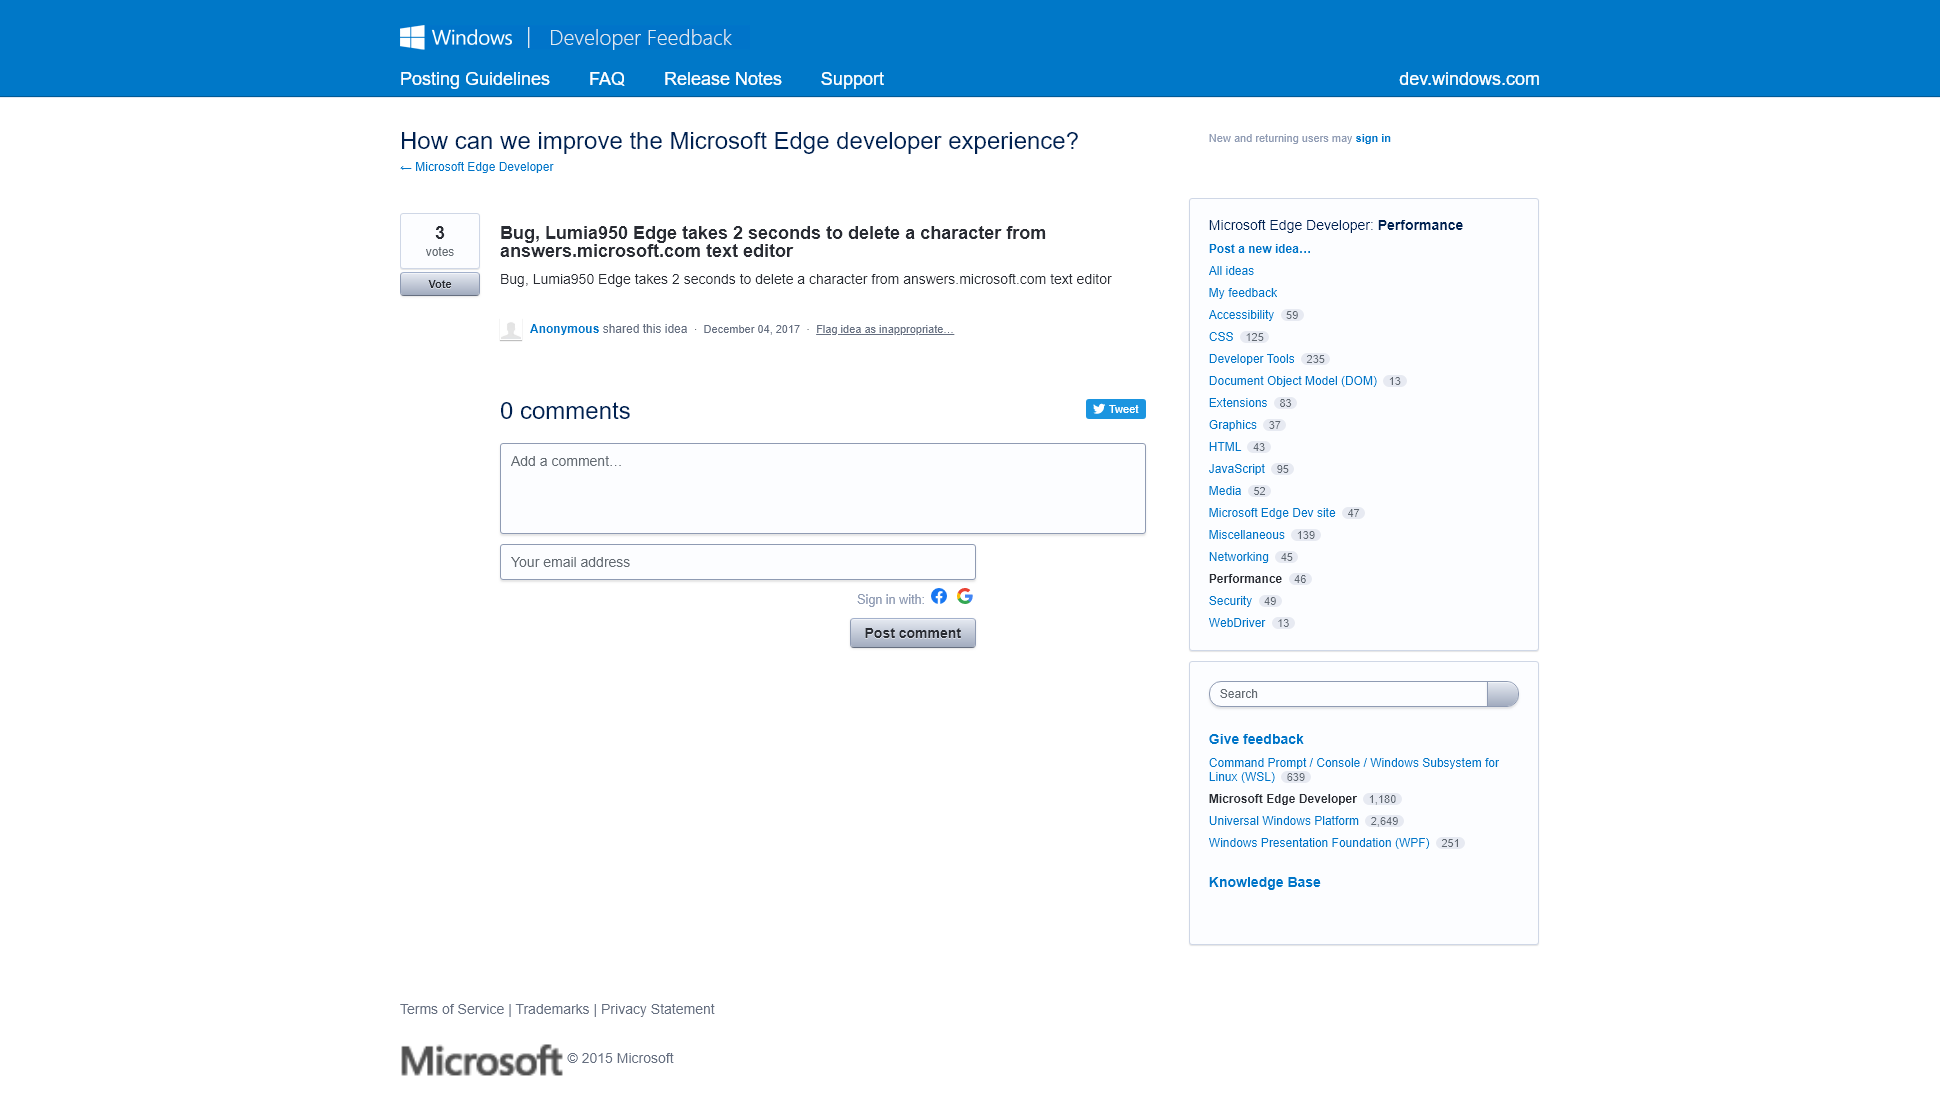 Windows | Developer Feedback
Posting Guidelines FAQ Release Notes Support dev.windows.com
How can we improve the Microsoft Edge developer experience?
← Microsoft Edge Developer
New and returning users may sign in
3
votes
Vote
Bug, Lumia950 Edge takes 2 seconds to delete a character from
answers.microsoft.com text editor
Bug, Lumia950 Edge takes 2 seconds to delete a character from answers.microsoft.com text editor
Anonymous shared this idea · December 04, 2017 · Flag idea as inappropriate…
0 comments
Tweet
Add a comment…
Your email address
Sign in with:
Post comment
Microsoft Edge Developer: Performance
Post a new idea…
All ideas
My feedback
Accessibility 59
CSS 125
Developer Tools 235
Document Object Model (DOM) 13
Extensions 83
Graphics 37
HTML 43
JavaScript 95
Media 52
Microsoft Edge Dev site 47
Miscellaneous 139
Networking 45
Performance 46
Security 49
WebDriver 13
Search
Give feedback
Command Prompt / Console / Windows Subsystem for
Linux (WSL) 639
Microsoft Edge Developer 1,180
Universal Windows Platform 2,649
Windows Presentation Foundation (WPF) 251
Knowledge Base
Terms of Service | Trademarks | Privacy Statement
Microsoft © 2015 Microsoft